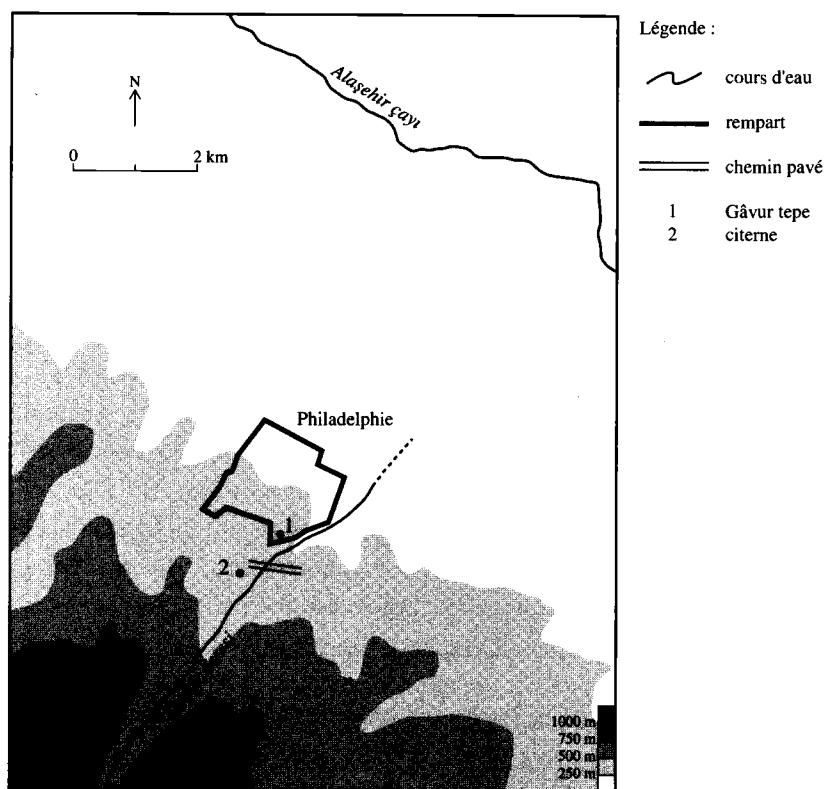 Légende :
cours d'eau
rempart
chemin pavé
1 Gâvur tepe
2 citerne
Alaşehir çayı
N
0 2 km
Philadelphie
1
2
1000 m
750 m
500 m
250 m